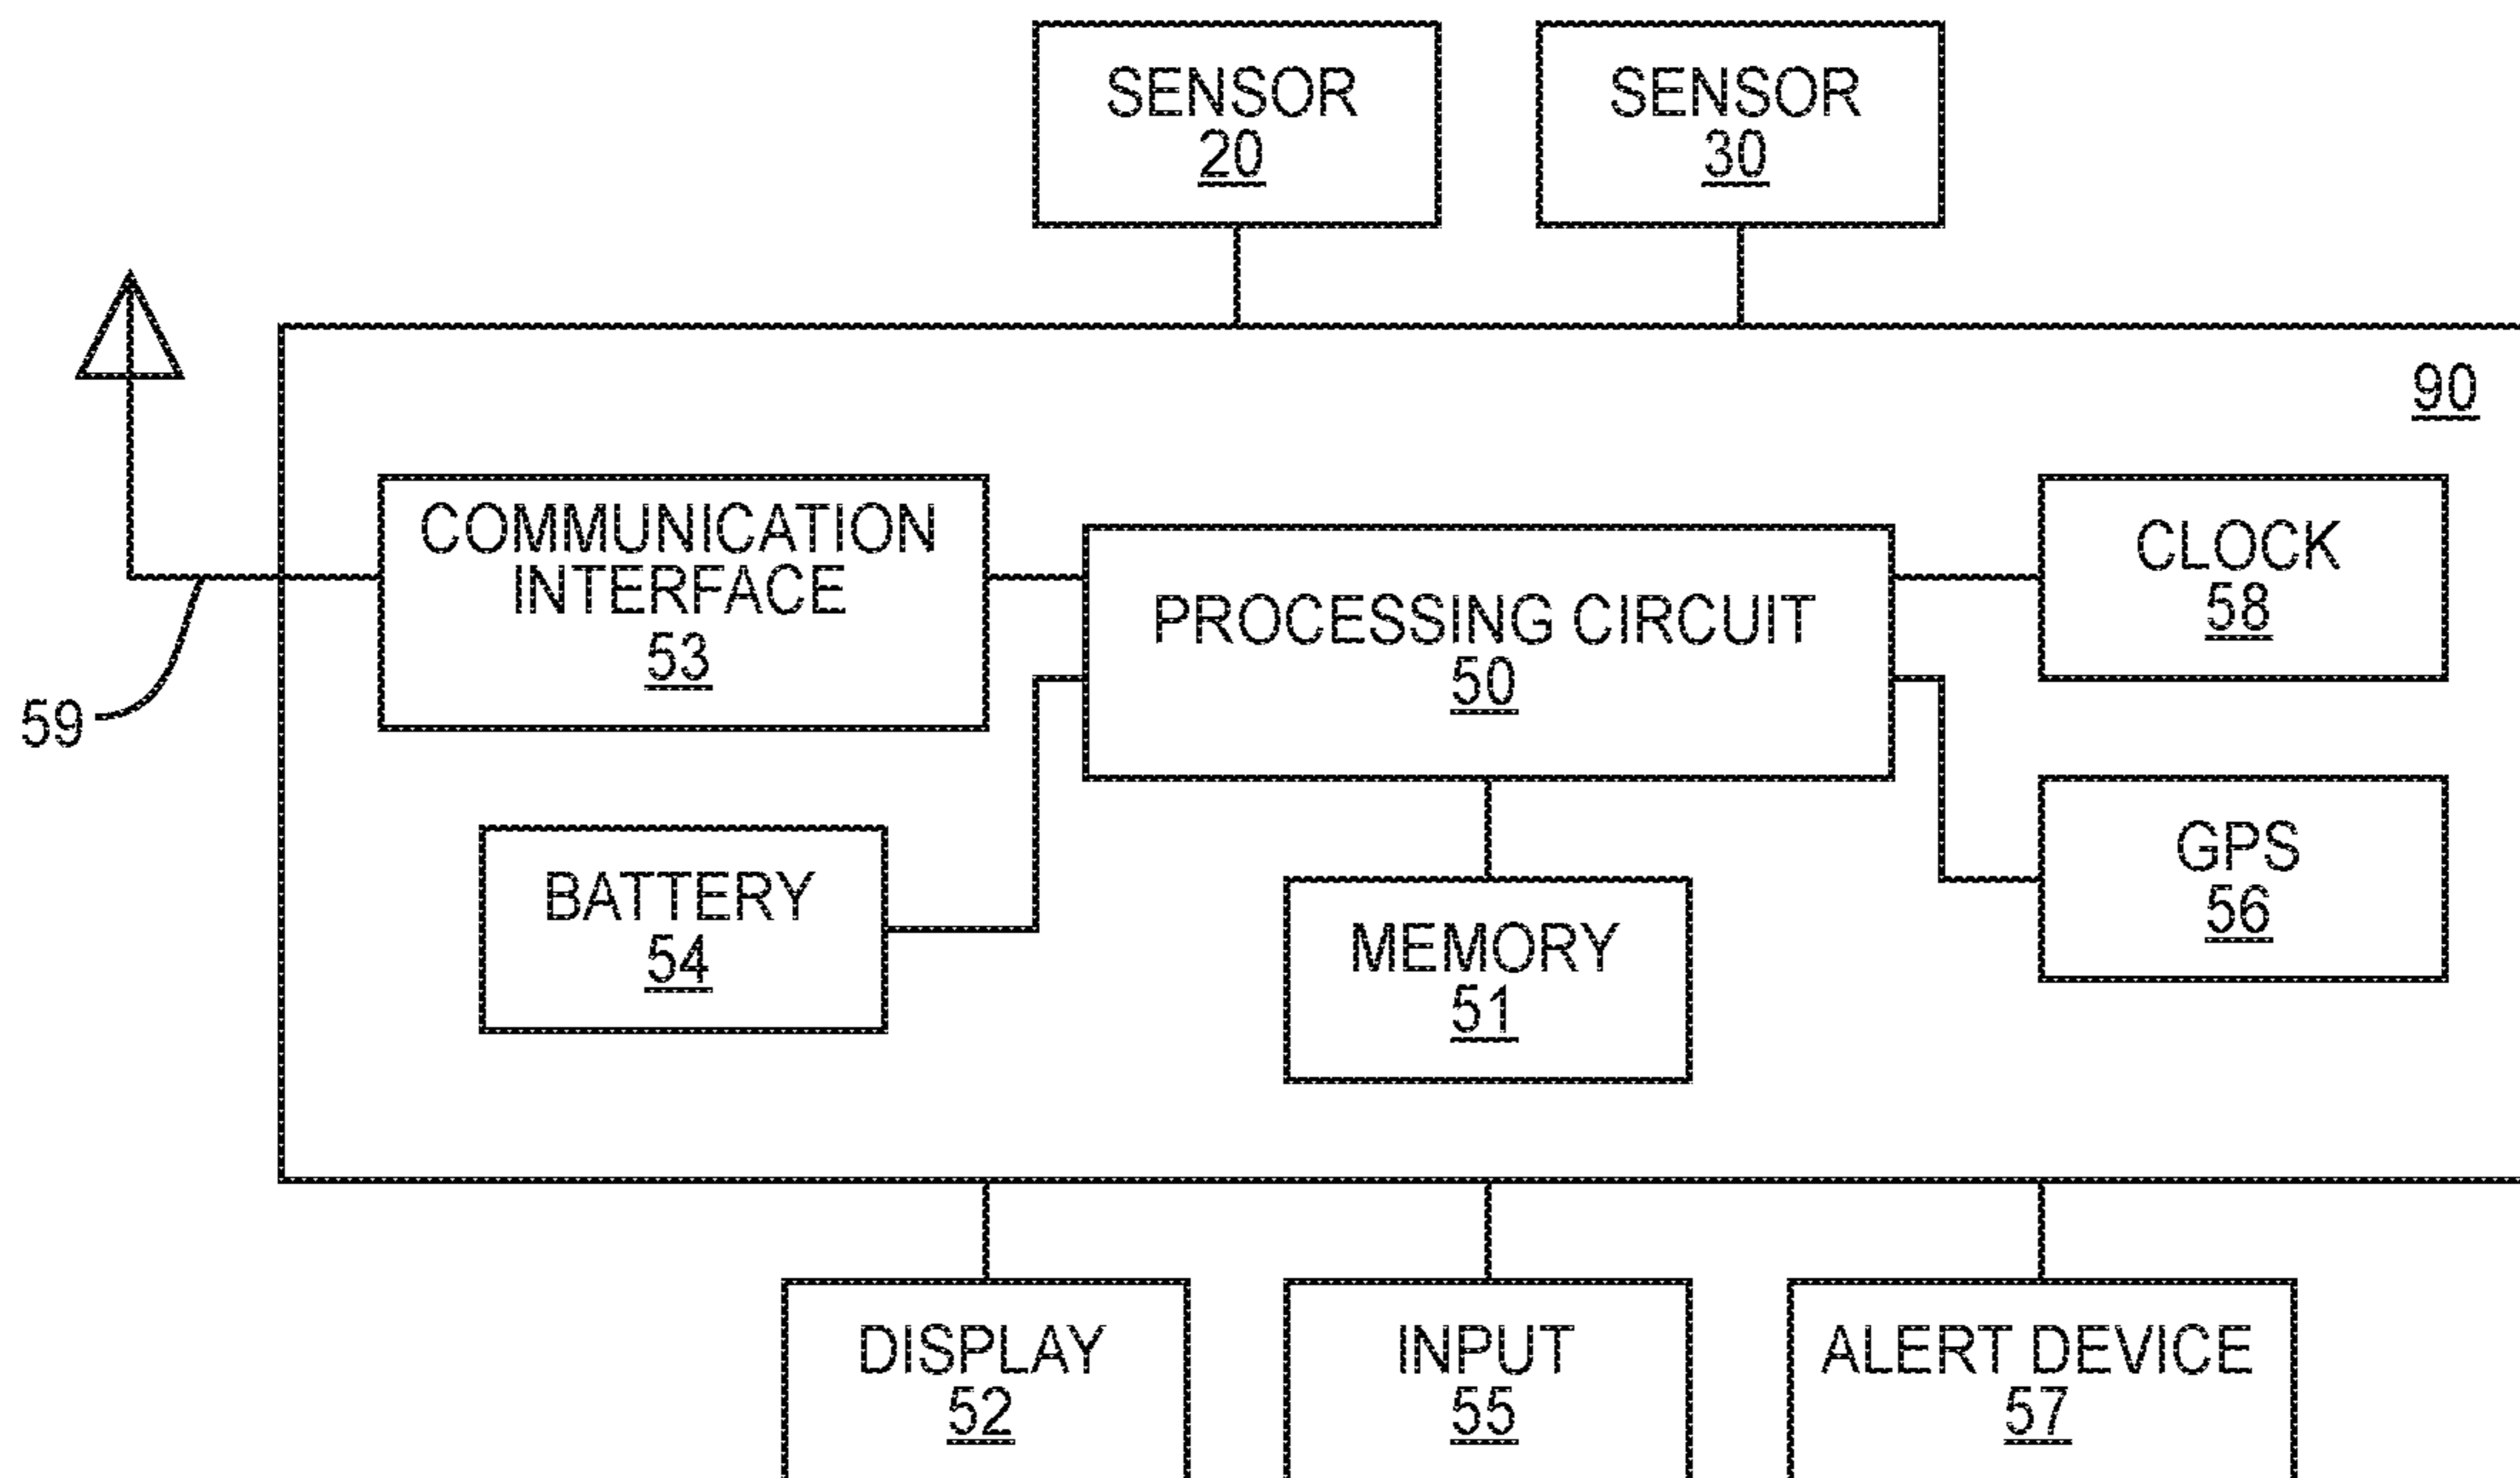 SENSOR
20
SENSOR
30
90
COMMUNICATION
INTERFACE
53
PROCESSING CIRCUIT
50
CLOCK
58
59
BATTERY
54
MEMORY
51
GPS
56
DISPLAY
52
INPUT
55
ALERT DEVICE
57